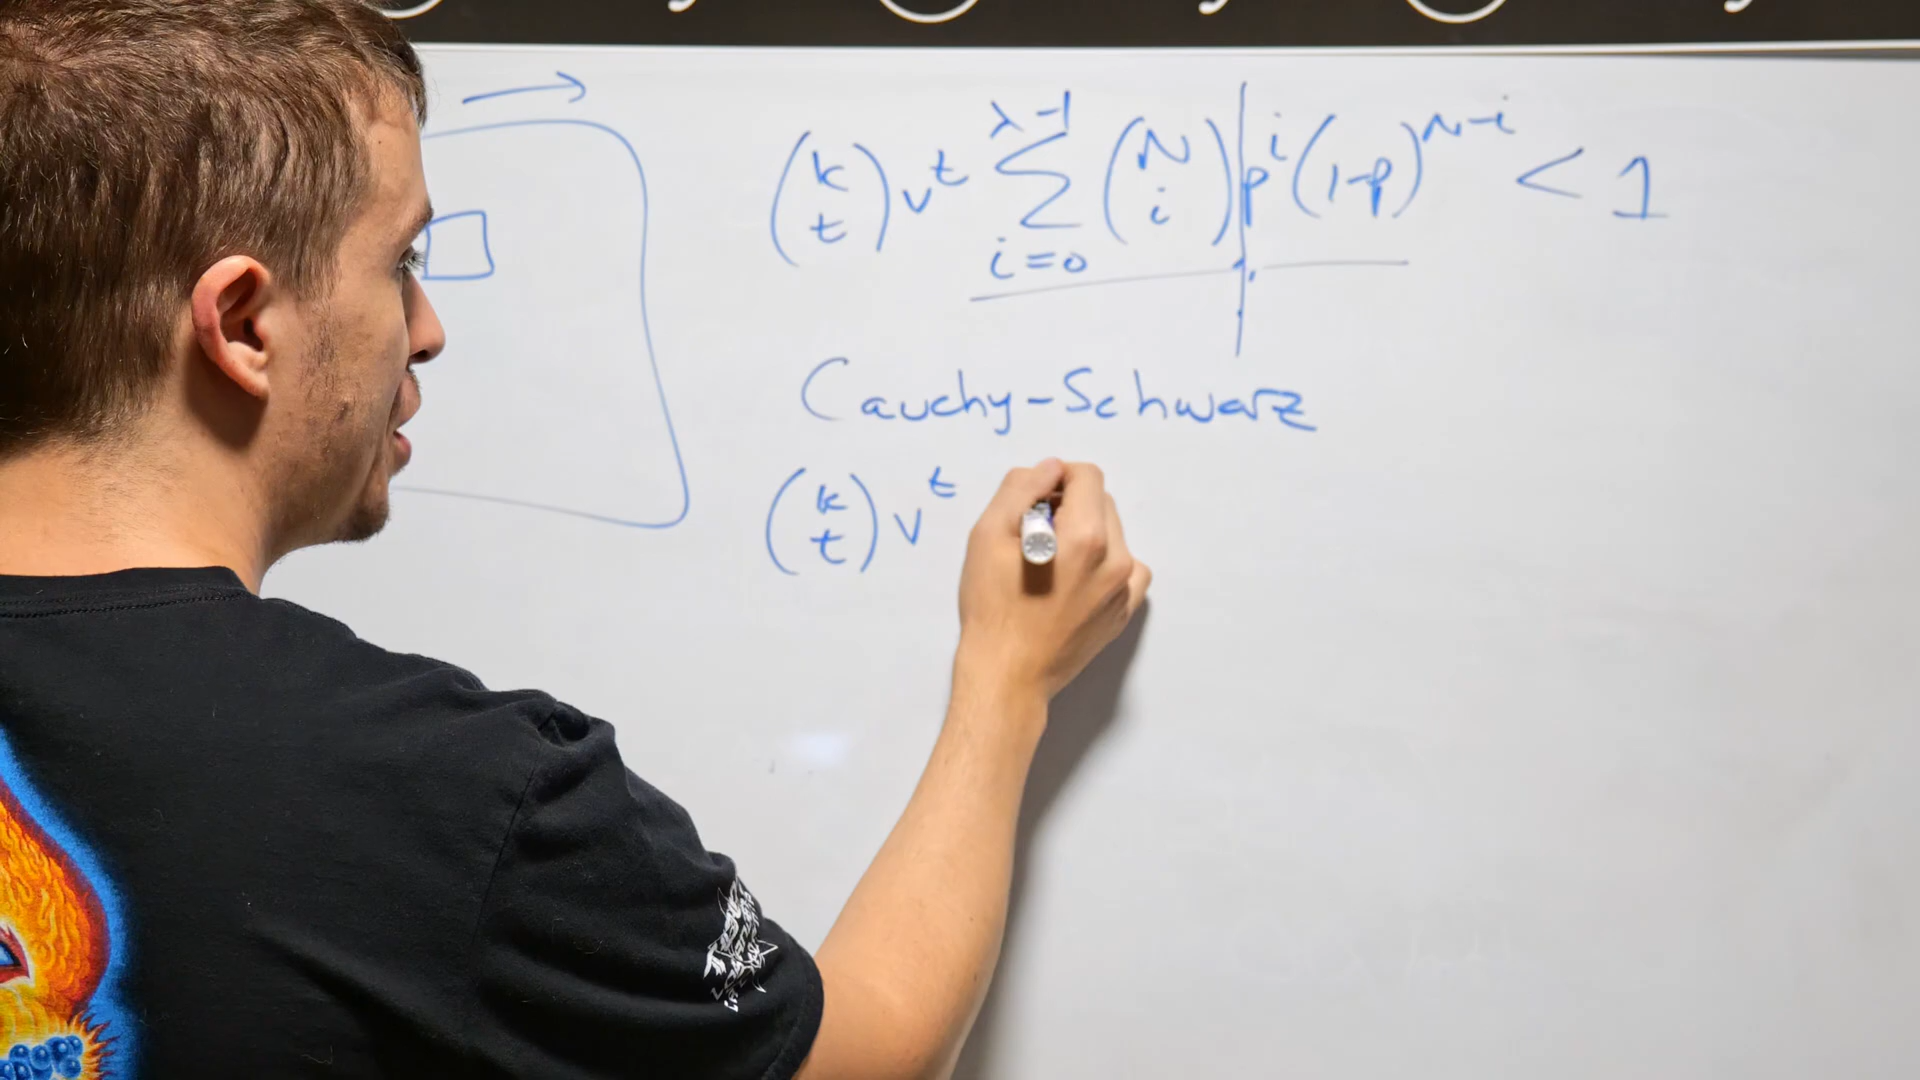 (k t) v^t ∑_{i=0}^{λ-1} (N i) | p^i (1-p)^{N-i} < 1
Cauchy-Schwarz
(k t) v^t